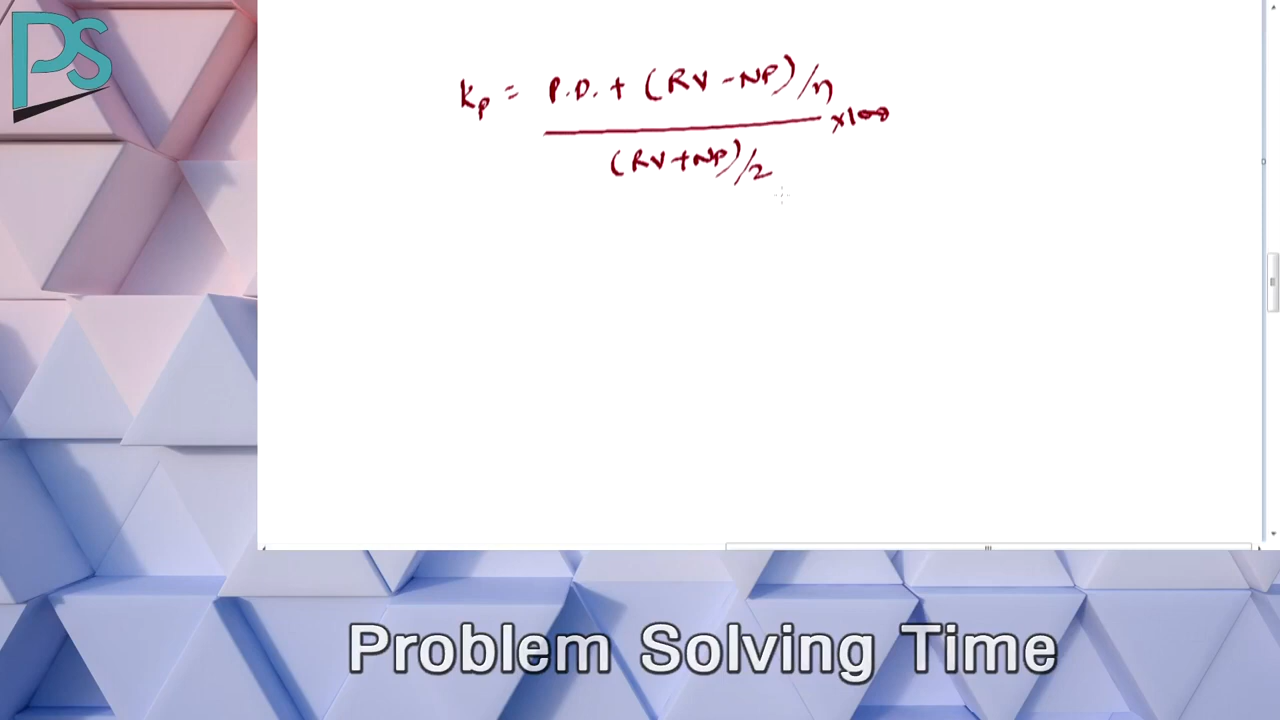 PS
Kp = P.D. + (RV - NP)/n
x100
(RV+NP)/2
Problem Solving Time